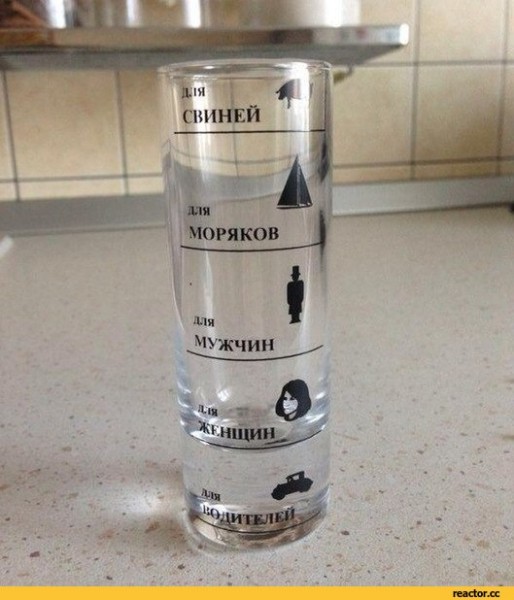 для
СВИНЕЙ
для
МОРЯКОВ
для
МУЖЧИН
для
ЖЕНЩИН
для
ВОДИТЕЛЕЙ
reactor.cc